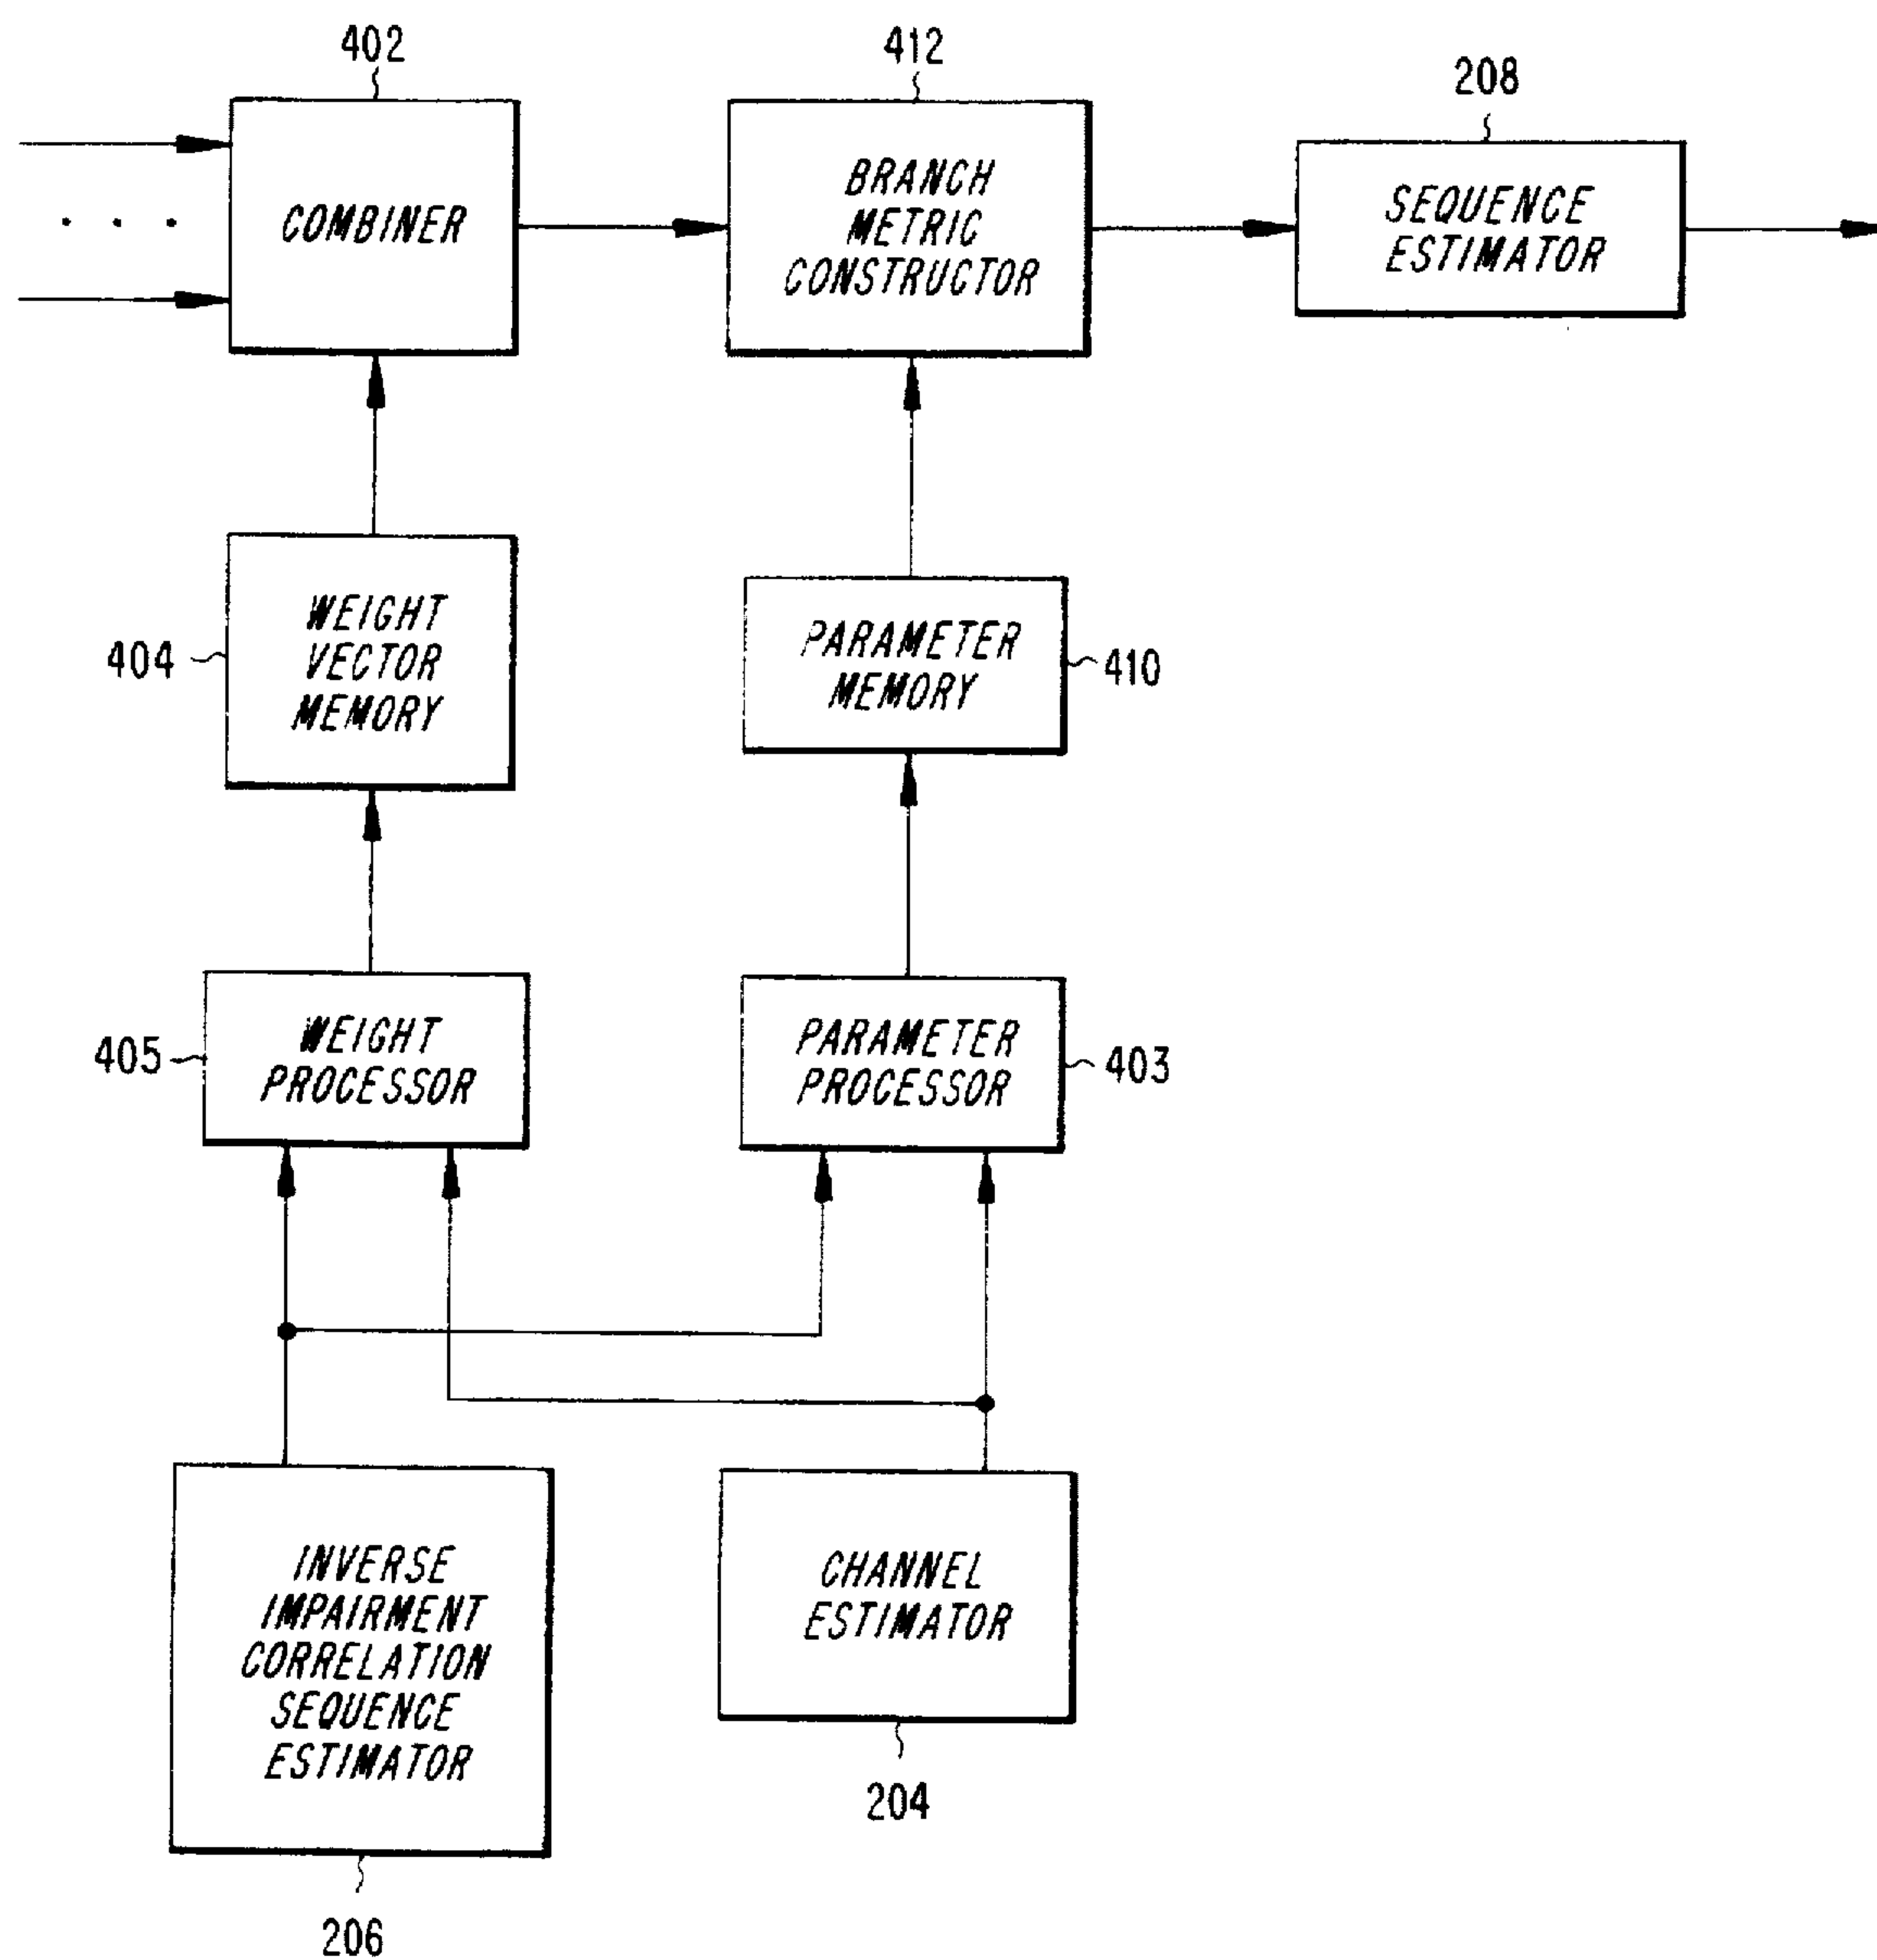 402
412
208
COMBINER
BRANCH
METRIC
CONSTRUCTOR
SEQUENCE
ESTIMATOR
404
WEIGHT
VECTOR
MEMORY
PARAMETER
MEMORY
410
405
WEIGHT
PROCESSOR
PARAMETER
PROCESSOR
403
INVERSE
IMPAIRMENT
CORRELATION
SEQUENCE
ESTIMATOR
CHANNEL
ESTIMATOR
204
206